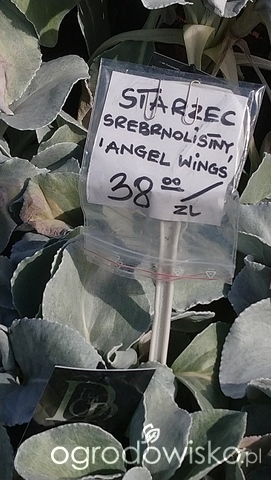 STARZEC
SREBRNOLISTNY
'ANGEL WINGS'
38 00/ZŁ
ogrodowisko.pl